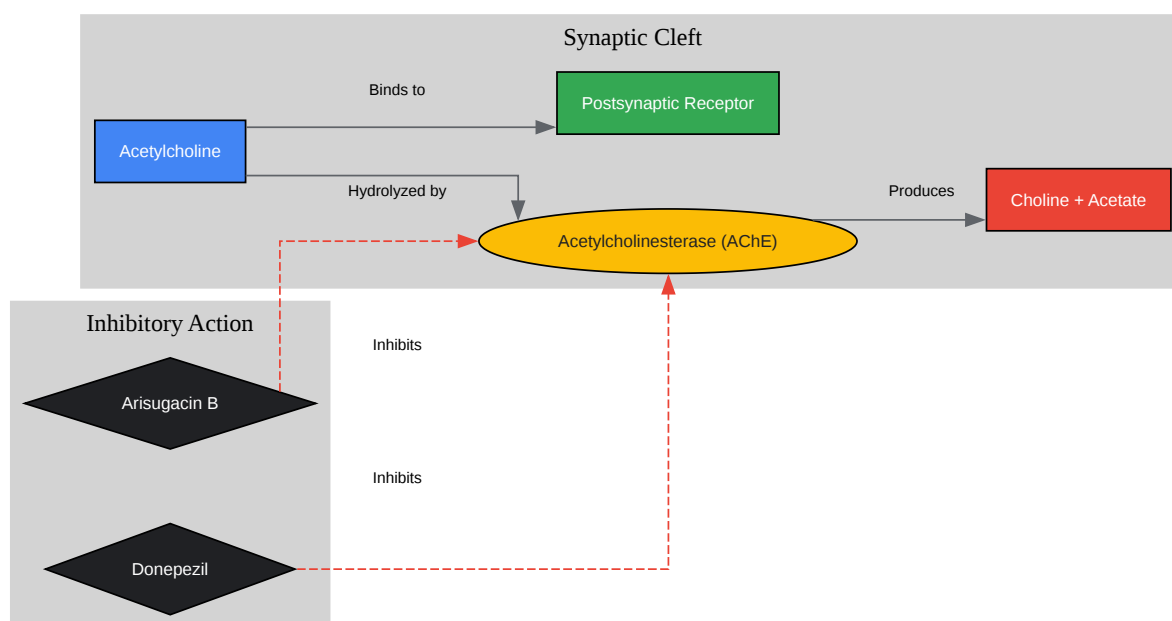 Synaptic Cleft
Binds to
Postsynaptic Receptor
Acetylcholine
Hydrolyzed by
Produces
Choline + Acetate
Acetylcholinesterase (AChE)
Inhibitory Action
Inhibits
Arisugacin B
Inhibits
Donepezil